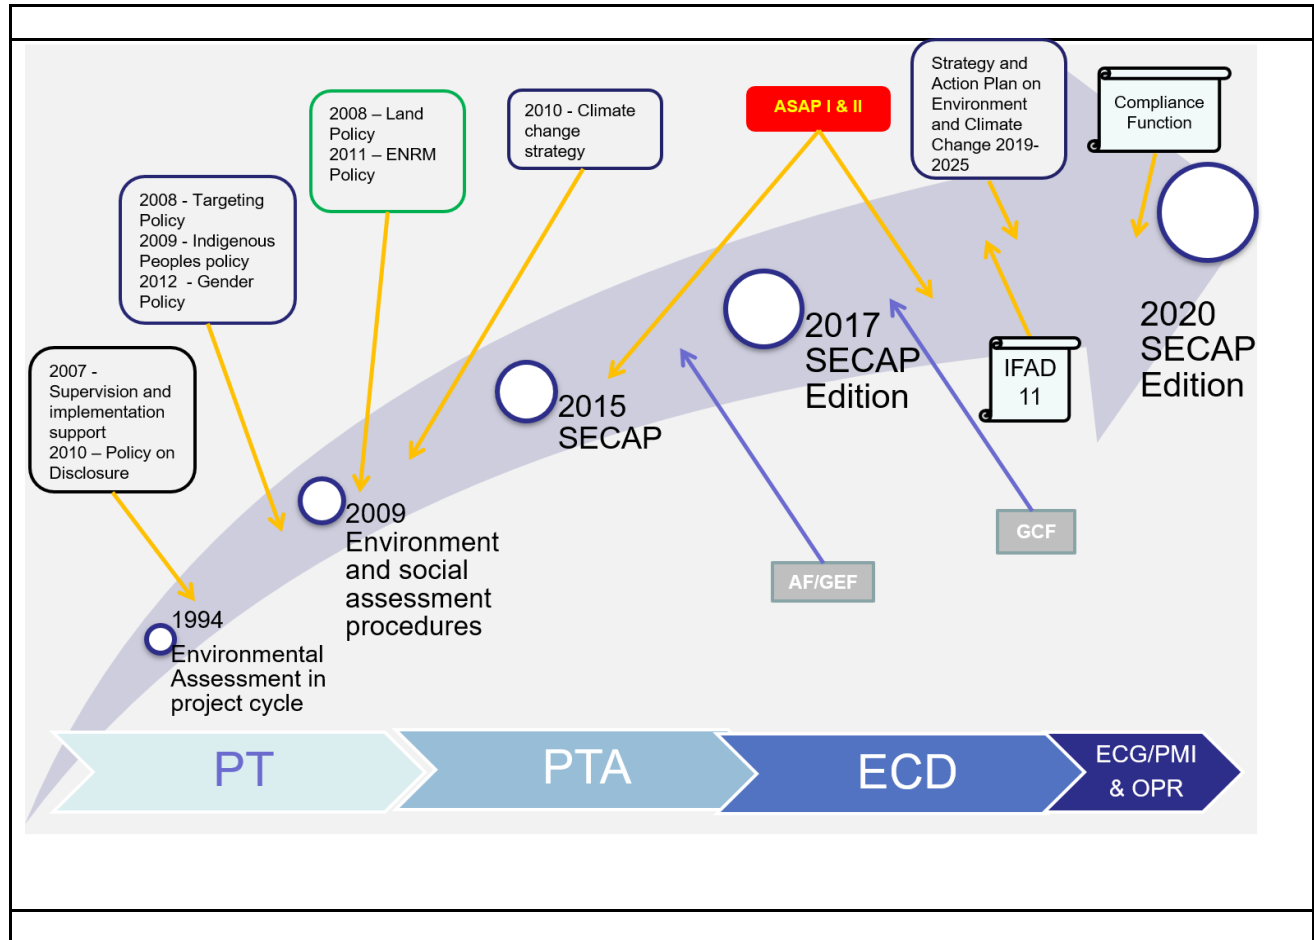 Strategy and
Action Plan on
Environment
and Climate
Change 2019-
2025
Compliance
Function
ASAP I & II
2010 - Climate
change
strategy
2008 – Land
Policy
2011 – ENRM
Policy
2008 - Targeting
Policy
2009 - Indigenous
Peoples policy
2012  - Gender
Policy
2007 -
Supervision and
implementation
support
2010 – Policy on
Disclosure
2020
SECAP
Edition
2017
SECAP
Edition
IFAD
11
2015
SECAP
2009
Environment
and social
assessment
procedures
GCF
AF/GEF
1994
Environmental
Assessment in
project cycle
PT
PTA
ECD
ECG/PMI
& OPR